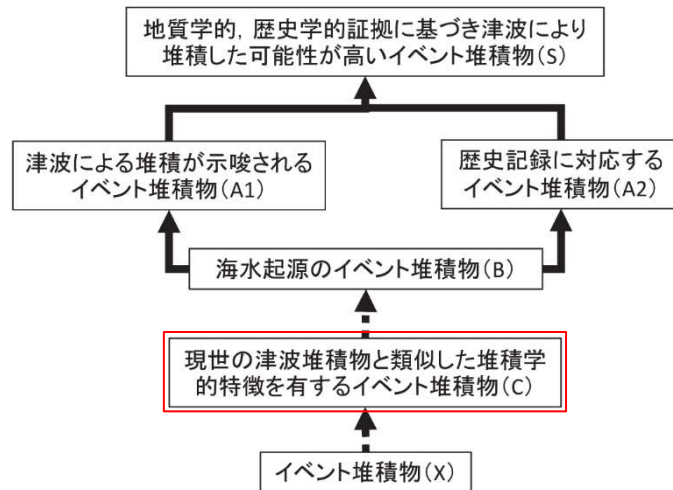 地質学的，歴史学的証拠に基づき津波により
堆積した可能性が高いイベント堆積物(S)
津波による堆積が示唆される
イベント堆積物(A1)
歴史記録に対応する
イベント堆積物(A2)
海水起源のイベント堆積物(B)
現世の津波堆積物と類似した堆積学
的特徴を有するイベント堆積物(C)
イベント堆積物(X)